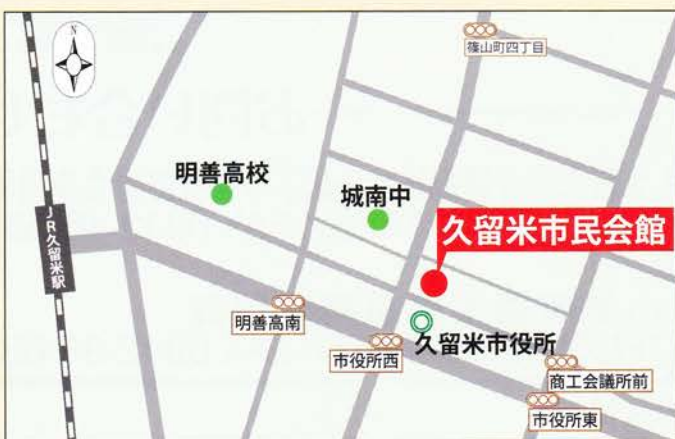 N
篠山町四丁目
明善高校
城南中
久留米市民会館
JR久留米駅
明善高南
久留米市役所
市役所西
商工会議所前
市役所東